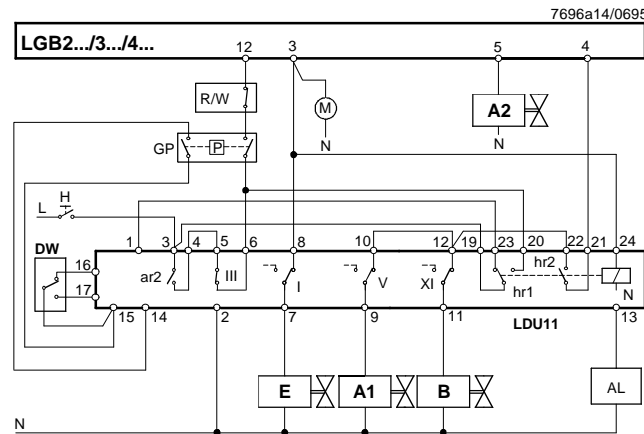 7696a14/0695
LGB2.../3.../4...
12 3 5 4
R/W
M
A2
GP P N N
H
L
DW 1 3 4 5 6 8 10 12 19 23 20 22 21 24
16 ar2 III I V XI hr1 hr2 N
17
15 14 2 7 9 11 LDU11 13
E A1 B AL
N